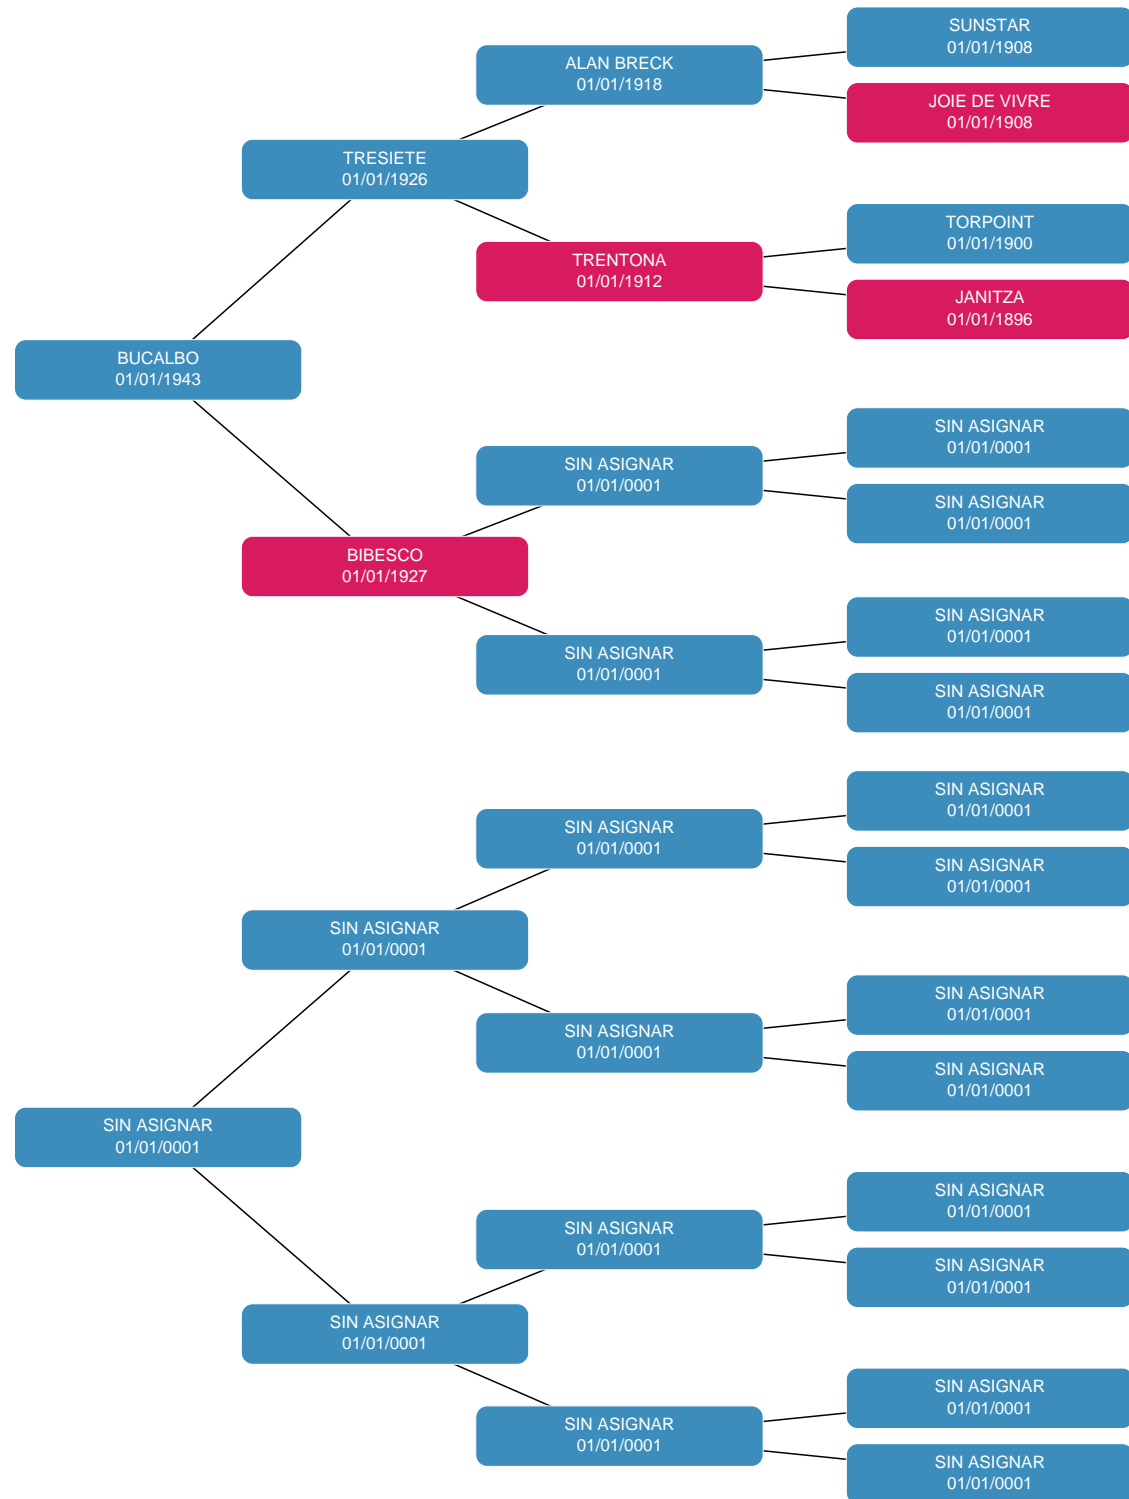 SUNSTAR
01/01/1908
ALAN BRECK
01/01/1918
JOIE DE VIVRE
01/01/1908
TRESIETE
01/01/1926
TORPOINT
01/01/1900
TRENTONA
01/01/1912
JANITZA
01/01/1896
BUCALBO
01/01/1943
SIN ASIGNAR
01/01/0001
SIN ASIGNAR
01/01/0001
SIN ASIGNAR
01/01/0001
BIBESCO
01/01/1927
SIN ASIGNAR
01/01/0001
SIN ASIGNAR
01/01/0001
SIN ASIGNAR
01/01/0001
SIN ASIGNAR
01/01/0001
SIN ASIGNAR
01/01/0001
SIN ASIGNAR
01/01/0001
SIN ASIGNAR
01/01/0001
SIN ASIGNAR
01/01/0001
SIN ASIGNAR
01/01/0001
SIN ASIGNAR
01/01/0001
SIN ASIGNAR
01/01/0001
SIN ASIGNAR
01/01/0001
SIN ASIGNAR
01/01/0001
SIN ASIGNAR
01/01/0001
SIN ASIGNAR
01/01/0001
SIN ASIGNAR
01/01/0001
SIN ASIGNAR
01/01/0001
SIN ASIGNAR
01/01/0001